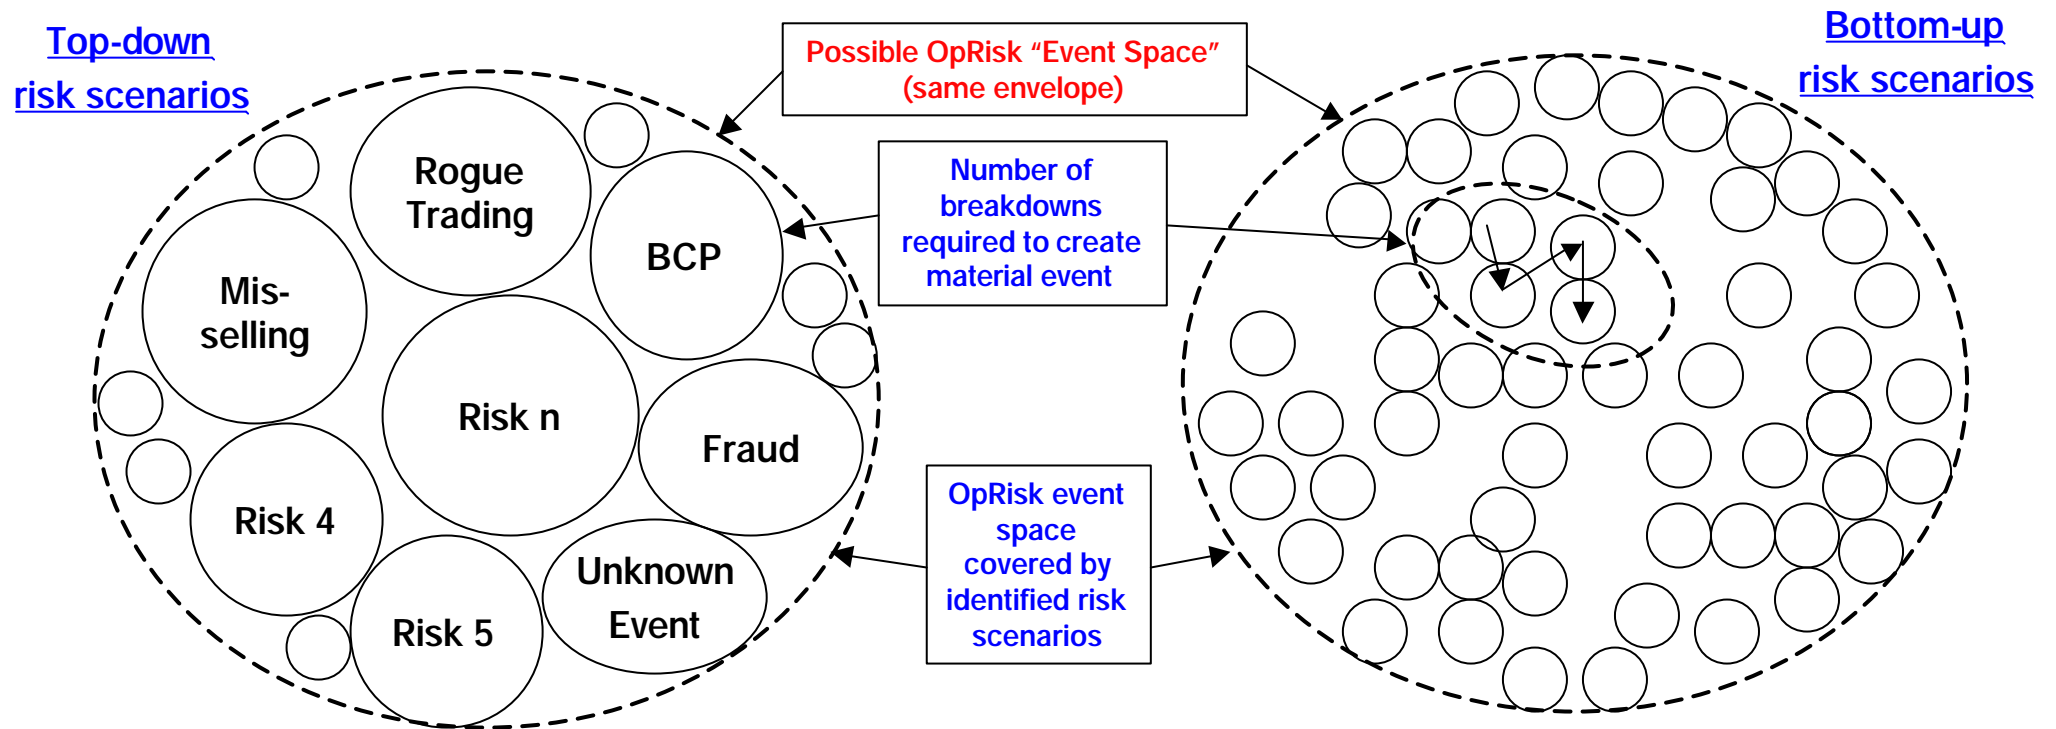 Top-down
risk scenarios
Rogue
Trading
BCP
Mis-
selling
Risk n
Fraud
Risk 4
Unknown
Event
Risk 5
Possible OpRisk “Event Space”
(same envelope)
Number of
breakdowns
required to create
material event
OpRisk event
space
covered by
identified risk
scenarios
Bottom-up
risk scenarios